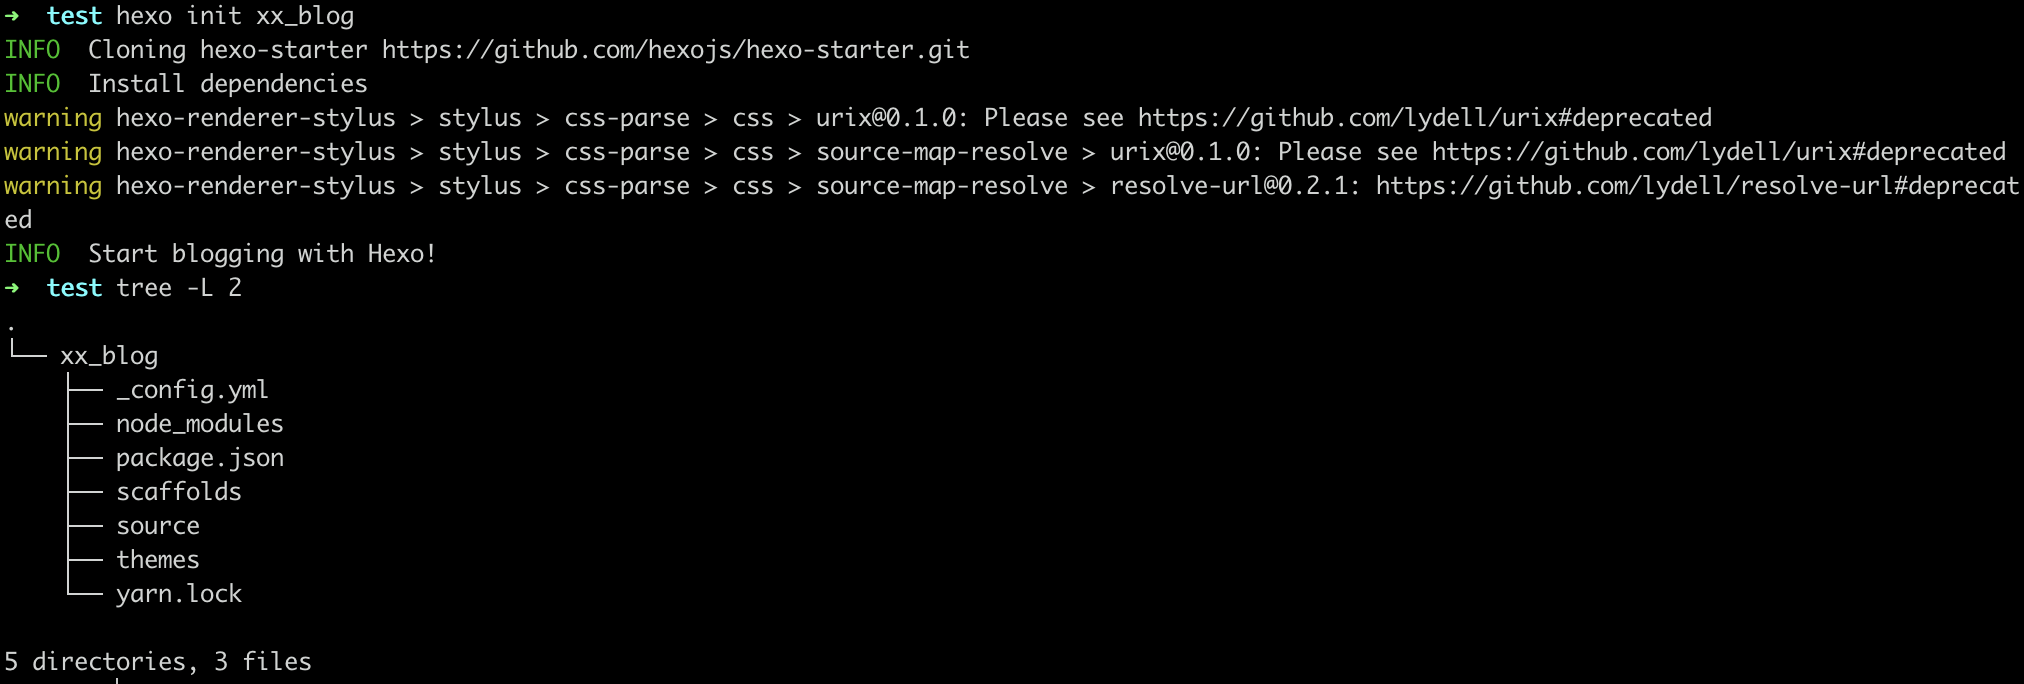 ➜  test hexo init xx_blog
INFO  Cloning hexo-starter https://github.com/hexojs/hexo-starter.git
INFO  Install dependencies
warning hexo-renderer-stylus > stylus > css-parse > css > urix@0.1.0: Please see https://github.com/lydell/urix#deprecated
warning hexo-renderer-stylus > stylus > css-parse > css > source-map-resolve > urix@0.1.0: Please see https://github.com/lydell/urix#deprecated
warning hexo-renderer-stylus > stylus > css-parse > css > source-map-resolve > resolve-url@0.2.1: https://github.com/lydell/resolve-url#deprecat
ed
INFO  Start blogging with Hexo!
➜  test tree -L 2
.
└── xx_blog
    ├── _config.yml
    ├── node_modules
    ├── package.json
    ├── scaffolds
    ├── source
    ├── themes
    └── yarn.lock
5 directories, 3 files